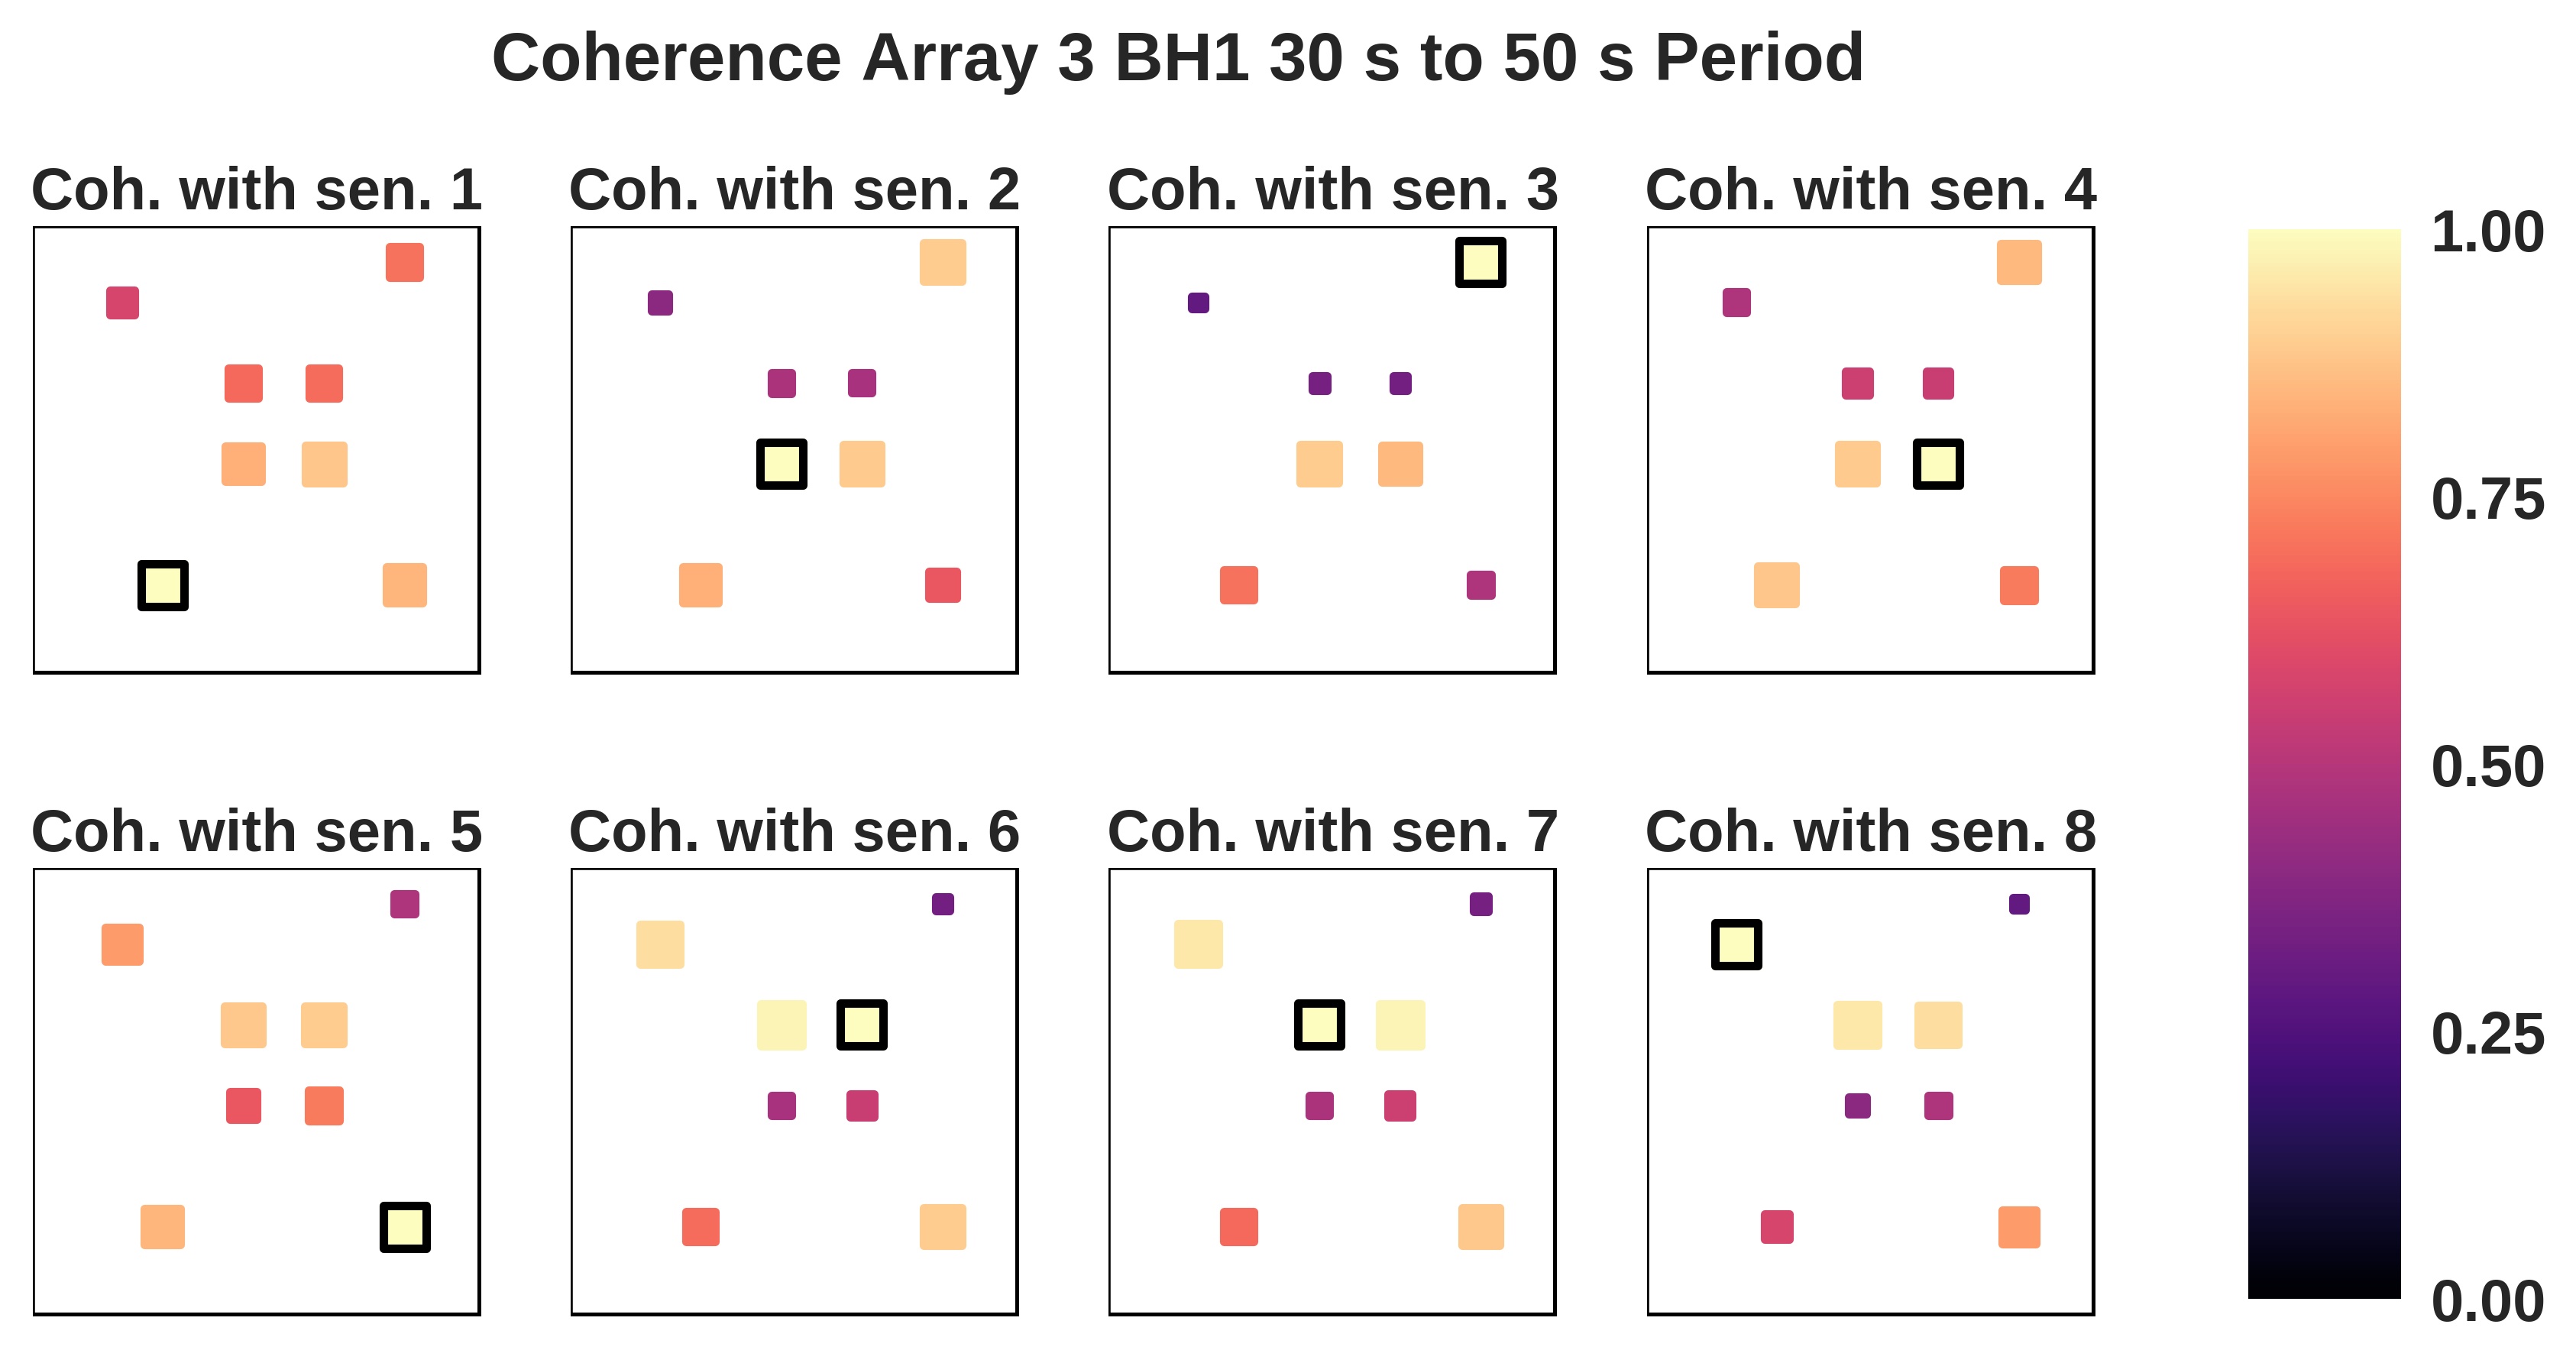 Coherence Array 3 BH1 30 s to 50 s Period
Coh. with sen. 1
Coh. with sen. 2
Coh. with sen. 3
Coh. with sen. 4
1.00
0.75
0.50
0.25
0.00
Coh. with sen. 5
Coh. with sen. 6
Coh. with sen. 7
Coh. with sen. 8